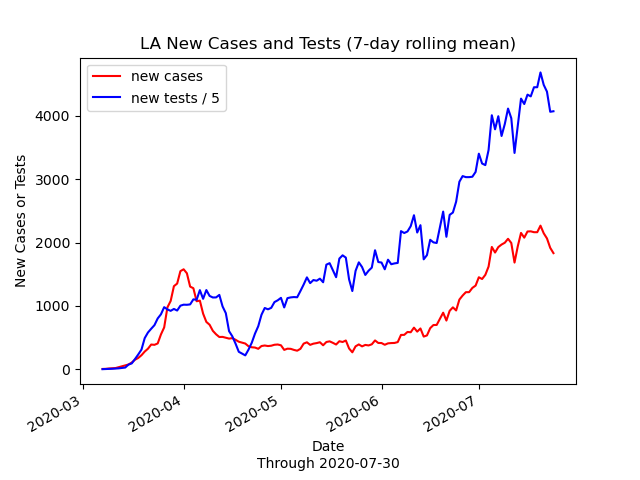 LA New Cases and Tests (7-day rolling mean)
new cases
new tests / 5
New Cases or Tests
4000
3000
2000
1000
0
2020-03
2020-04
2020-05
2020-06
2020-07
Date
Through 2020-07-30